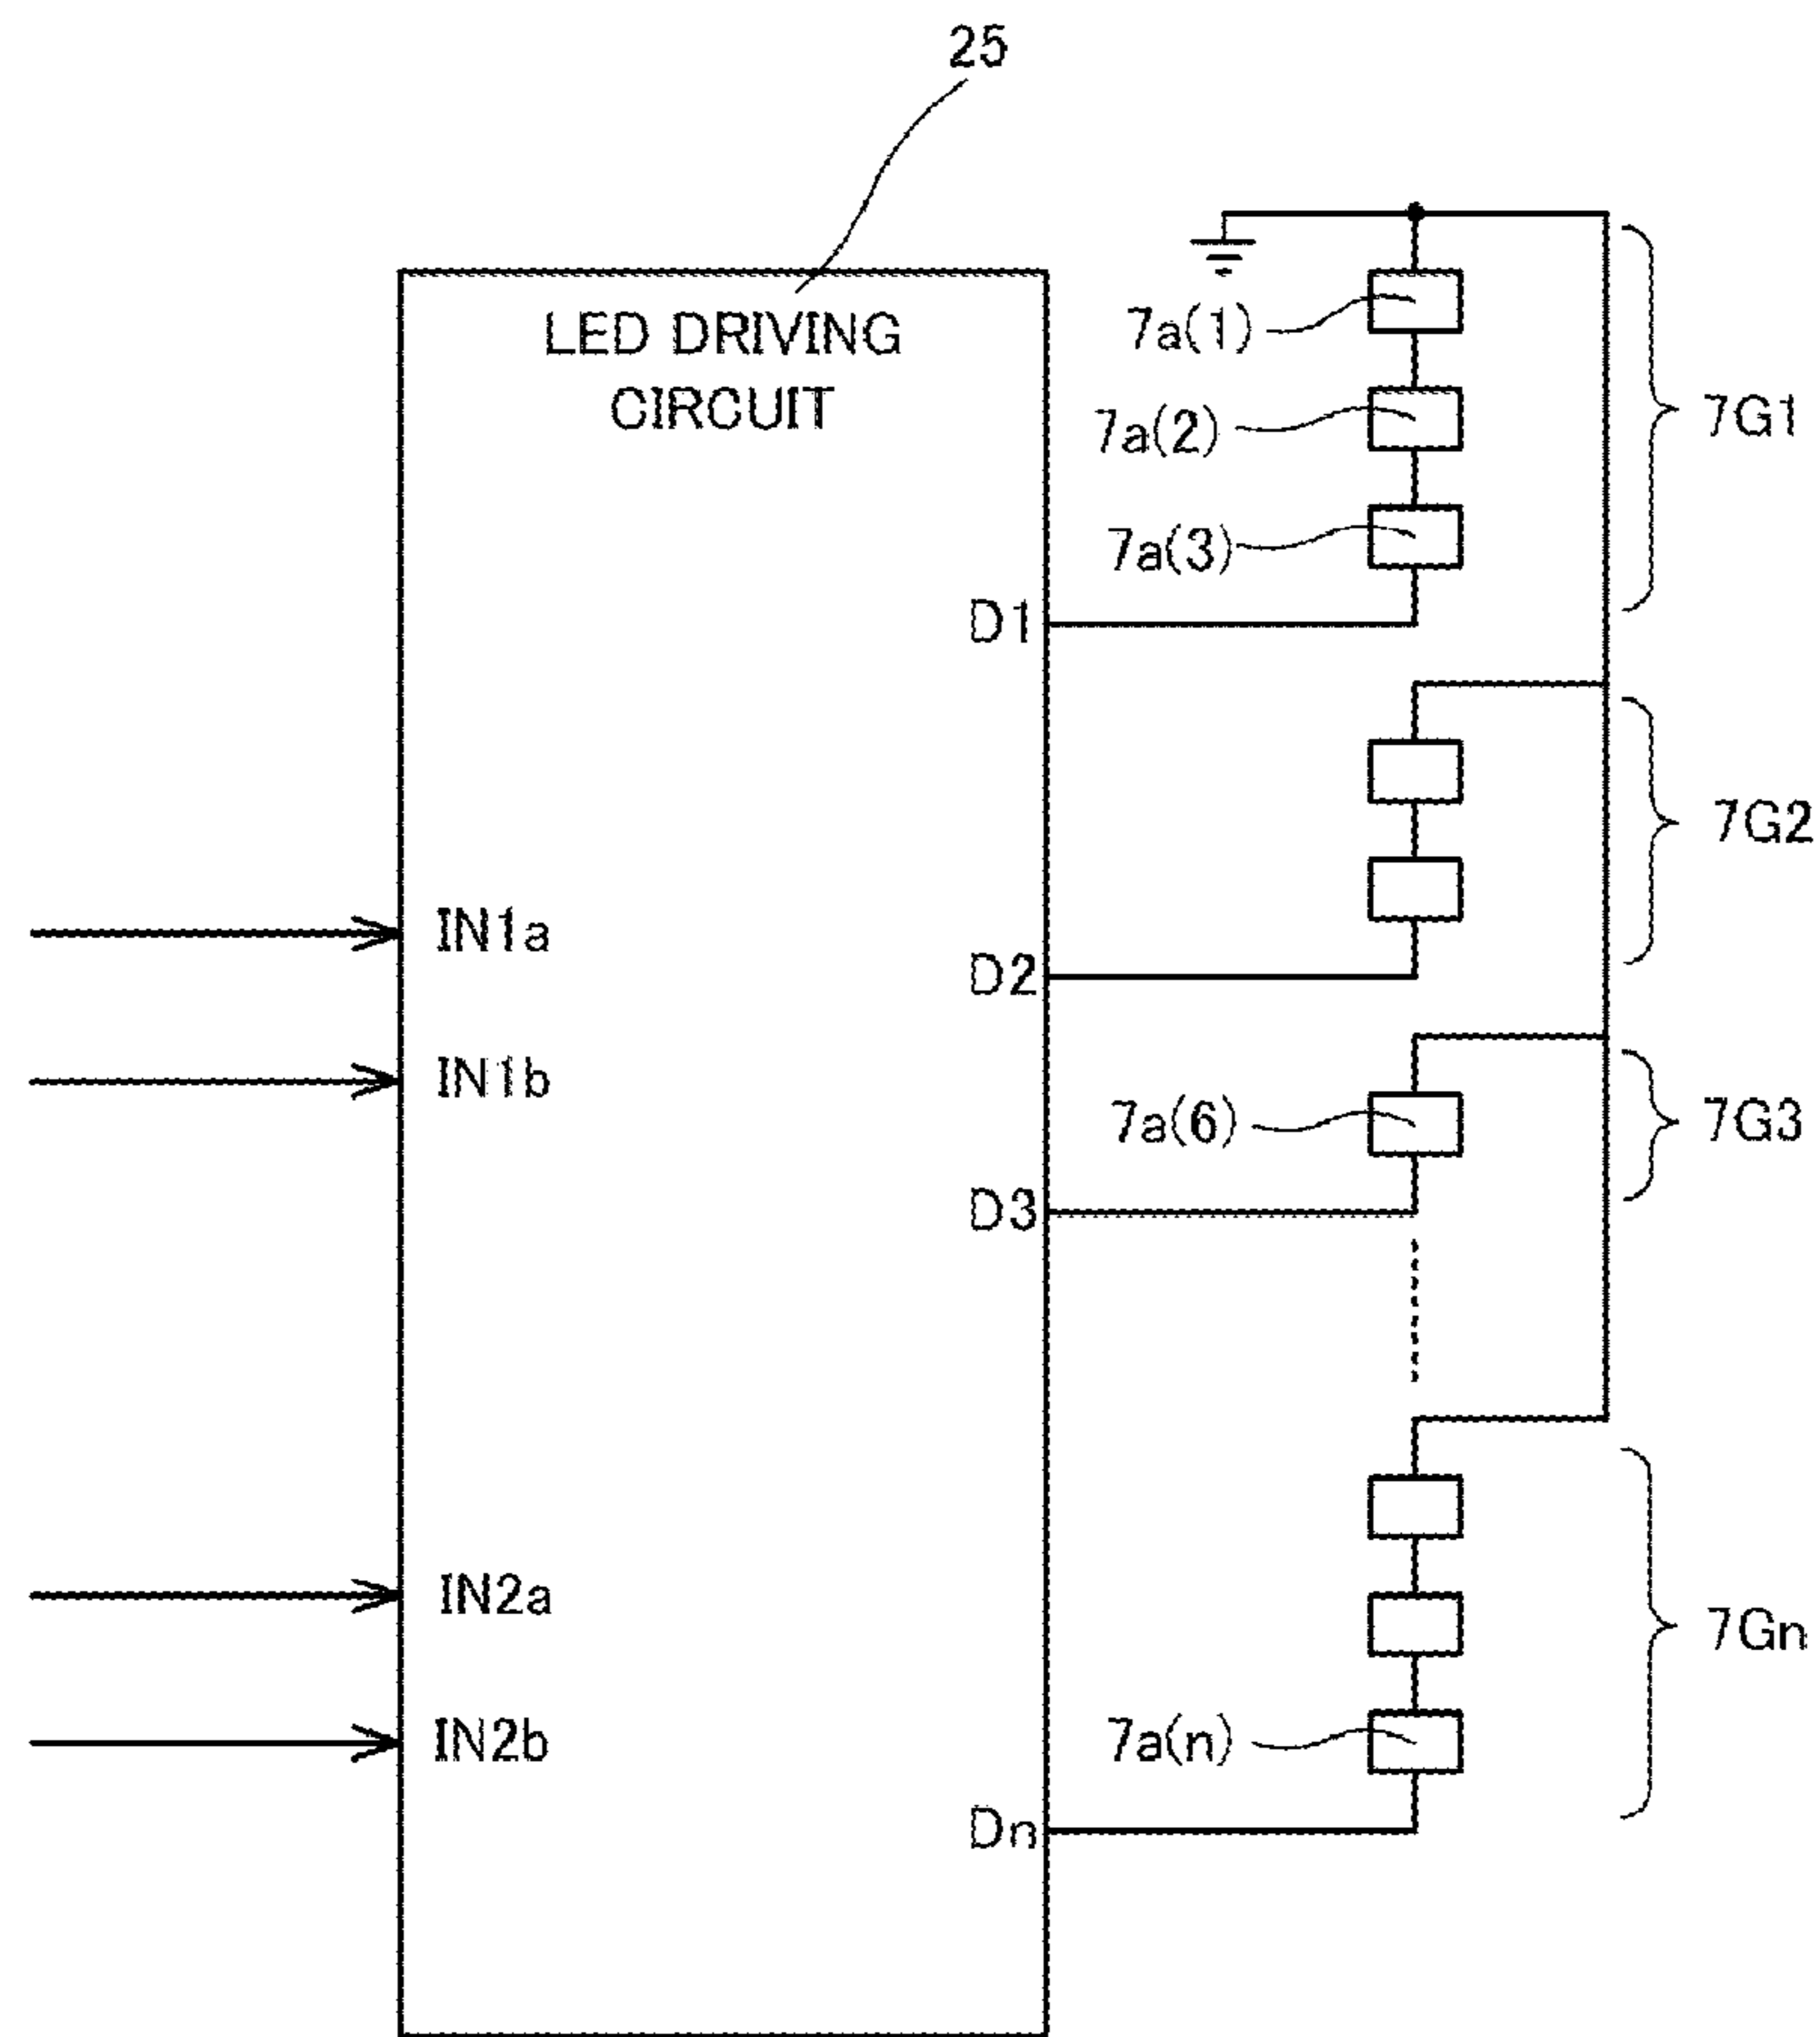 25
LED DRIVING
CIRCUIT
7a(1)
7a(2)
7G1
7a(3)
D1
7G2
IN1a
D2
IN1b
7a(6)
7G3
D3
IN2a
7Gn
IN2b
7a(n)
Dn